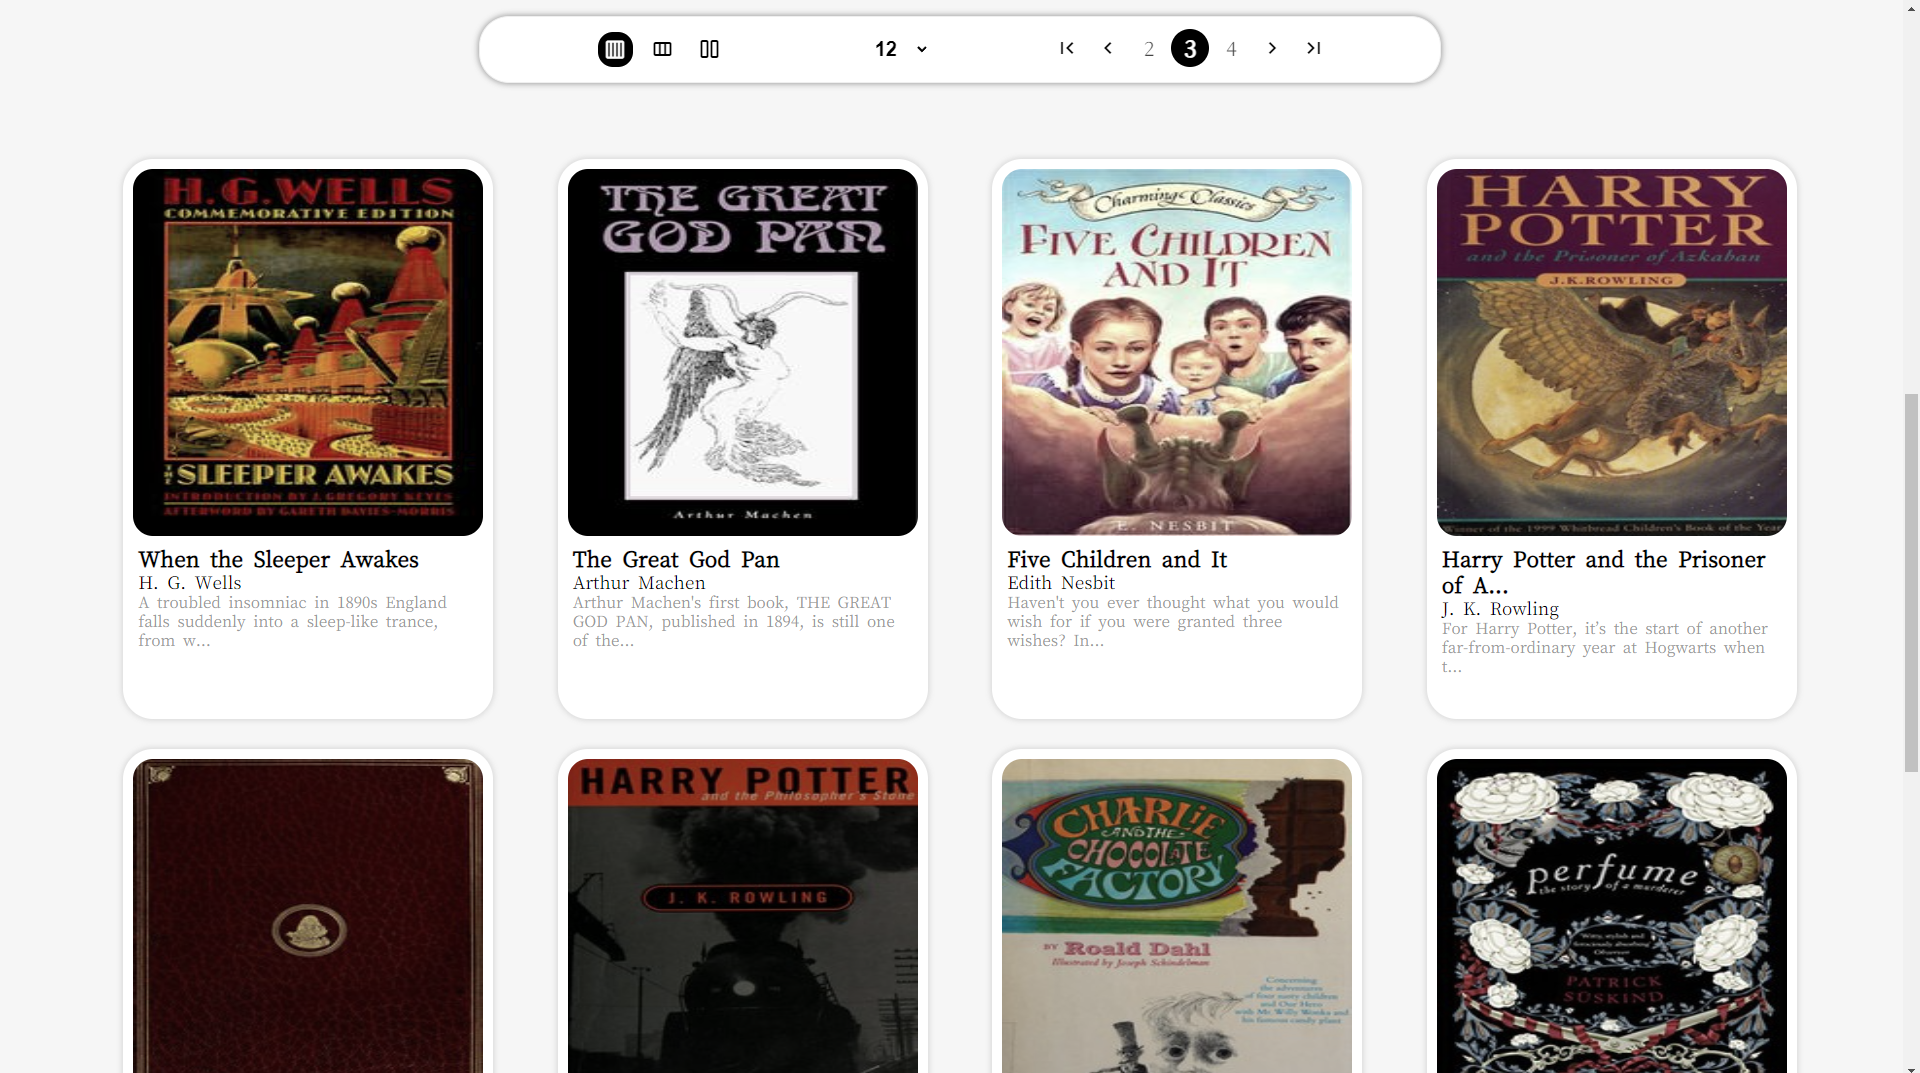 12
2
3
4
H.G.WELLS
COMMEMORATIVE EDITION
THE
SLEEPER AWAKES
INTRODUCTION BY J. GREGORY KEYES
AFTERWORD BY GARETH DAVIES-MORRIS
When the Sleeper Awakes
H. G. Wells
A troubled insomniac in 1890s England
falls suddenly into a sleep-like trance,
from w...
THE GREAT
GOD PAN
Arthur Machen
The Great God Pan
Arthur Machen
Arthur Machen's first book, THE GREAT
GOD PAN, published in 1894, is still one
of the...
Charming Classics
FIVE CHILDREN
AND IT
E. NESBIT
Five Children and It
Edith Nesbit
Haven't you ever thought what you would
wish for if you were granted three
wishes? In...
HARRY
POTTER
and the Prisoner of Azkaban
J.K.ROWLING
Winner of the 1999 Whitbread Children's Book of the Year
Harry Potter and the Prisoner
of A...
J. K. Rowling
For Harry Potter, it’s the start of another
far-from-ordinary year at Hogwarts when
t...
HARRY POTTER
and the Philosopher's Stone
J. K. ROWLING
CHARLIE
AND THE
CHOCOLATE
FACTORY
BY Roald Dahl
Illustrated by Joseph Schindelman
Concerning
the adventures
of four nasty children
and Our Hero
with Mr. Willy Wonka and
his famous candy plant
perfume
the story of a murderer
Witty, stylish and
ferociously absorbing
Observer
PATRICK
SÜSKIND